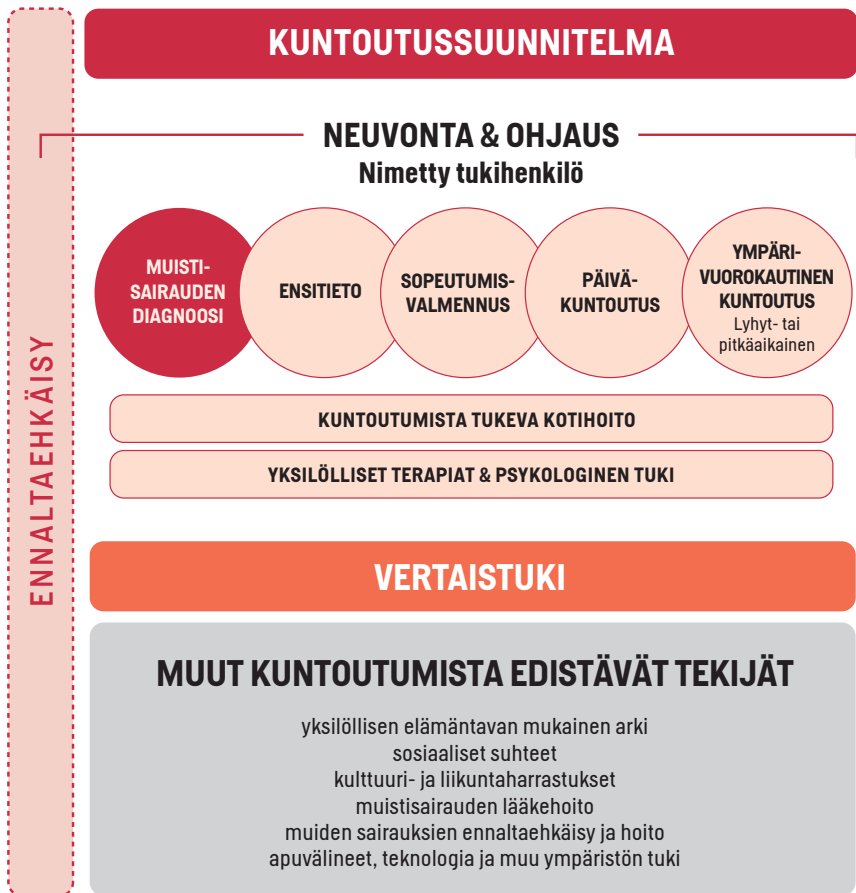 ENNALTAEHKÄISY
KUNTOUTUSSUUNNITELMA
NEUVONTA & OHJAUS
Nimetty tukihenkilö
MUISTI-
SAIRAUDEN
DIAGNOOSI
ENSITIETO
SOPEUTUMIS-
VALMENNUS
PÄIVÄ-
KUNTOUTUS
YMPÄRI-
VUOROKAUTINEN
KUNTOUTUS
Lyhyt- tai
pitkäaikainen
KUNTOUTUMISTA TUKEVA KOTIHOITO
YKSILÖLLISET TERAPIAT & PSYKOLOGINEN TUKI
VERTAISTUKI
MUUT KUNTOUTUMISTA EDISTÄVÄT TEKIJÄT
yksilöllisen elämäntavan mukainen arki
sosiaaliset suhteet
kulttuuri- ja liikuntaharrastukset
muistisairauden lääkehoito
muiden sairauksien ennaltaehkäisy ja hoito
apuvälineet, teknologia ja muu ympäristön tuki